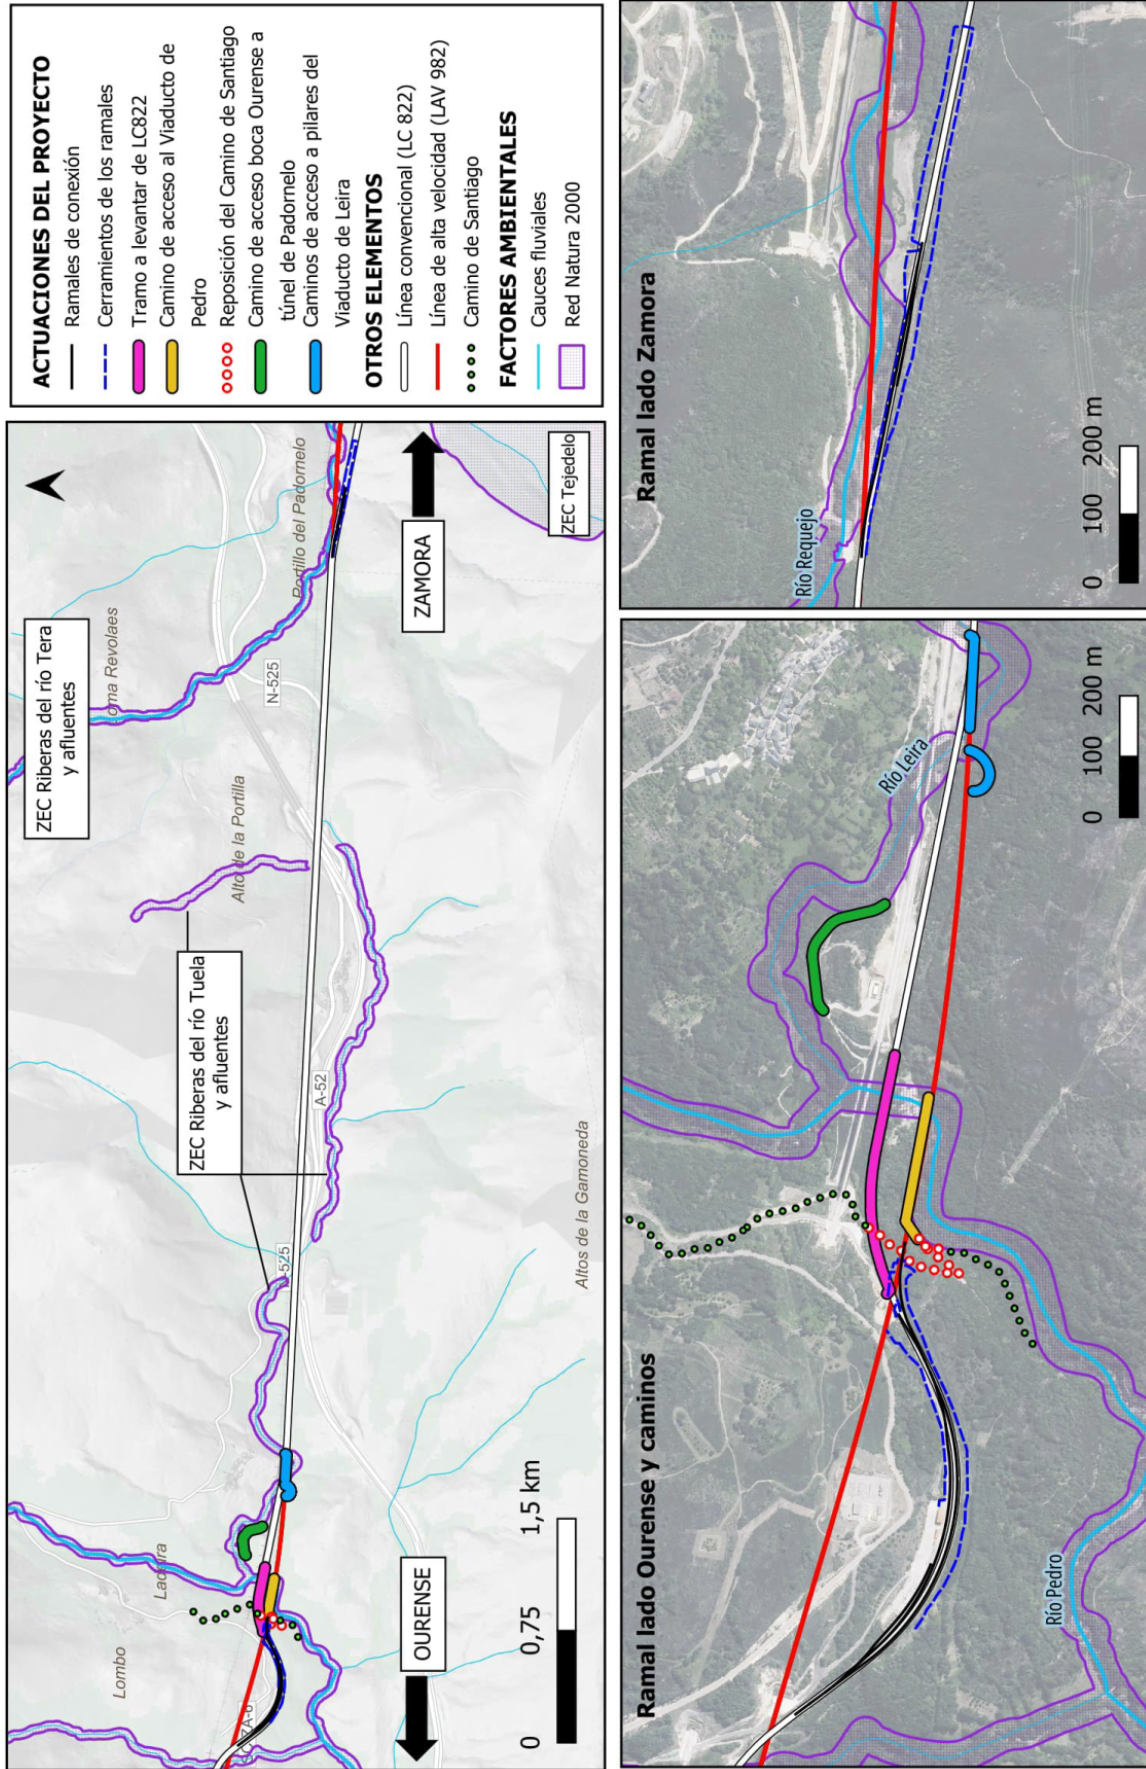 ACTUACIONES DEL PROYECTO
Ramales de conexión
Cerramientos de los ramales
Tramo a levantar de LC822
Camino de acceso al Viaducto de
Pedro
Reposición del Camino de Santiago
Camino de acceso boca Ourense a
túnel de Padornelo
Caminos de acceso a pilares del
Viaducto de Leira
OTROS ELEMENTOS
Línea convencional (LC 822)
Línea de alta velocidad (LAV 982)
Camino de Santiago
FACTORES AMBIENTALES
Cauces fluviales
Red Natura 2000
ZEC Riberas del río Tera
y afluentes
oma Revolaes
Portillo del Padornelo
N-525
ZAMORA
ZEC Tejedelo
Alto de la Portilla
ZEC Riberas del río Tuela
y afluentes
A-52
-525
Altos de la Gamoneda
Lombo
OURENSE
0 0,75 1,5 km
Ramal lado Ourense y caminos
Río Leira
Río Pedro
0 100 200 m
Ramal lado Zamora
Río Requejo
0 100 200 m